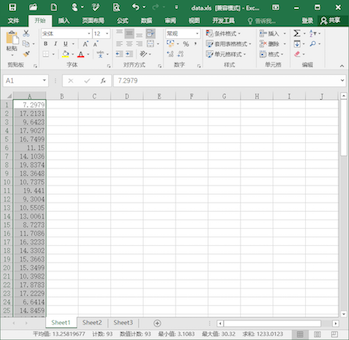 data.xls [兼容模式] - Exc...
文件 开始 插入 页面布局 公式 数据 审阅 视图 开发工具 告诉我... 登录 共享
宋体 12 常规 条件格式 插入
粘贴 套用表格格式 删除
单元格样式 格式
剪贴板 字体 对齐方式 数字 样式 单元格 编辑
A1 7.2979
A B C D E F G H I J
1 7.2979
2 17.2131
3 9.6423
4 17.9027
5 16.7499
6 11.15
7 14.1036
8 19.8374
9 18.3648
10 10.7375
11 19.441
12 9.3004
13 10.5505
14 13.0061
15 8.7273
16 11.7086
17 16.3233
18 14.3302
19 15.3663
20 15.3499
21 10.3982
22 17.8783
23 17.2229
24 6.6414
25 14.8459
Sheet1 Sheet2 Sheet3
平均值: 13.25819677 计数: 93 数值计数: 93 最小值: 3.1083 最大值: 30.32 求和: 1233.0123